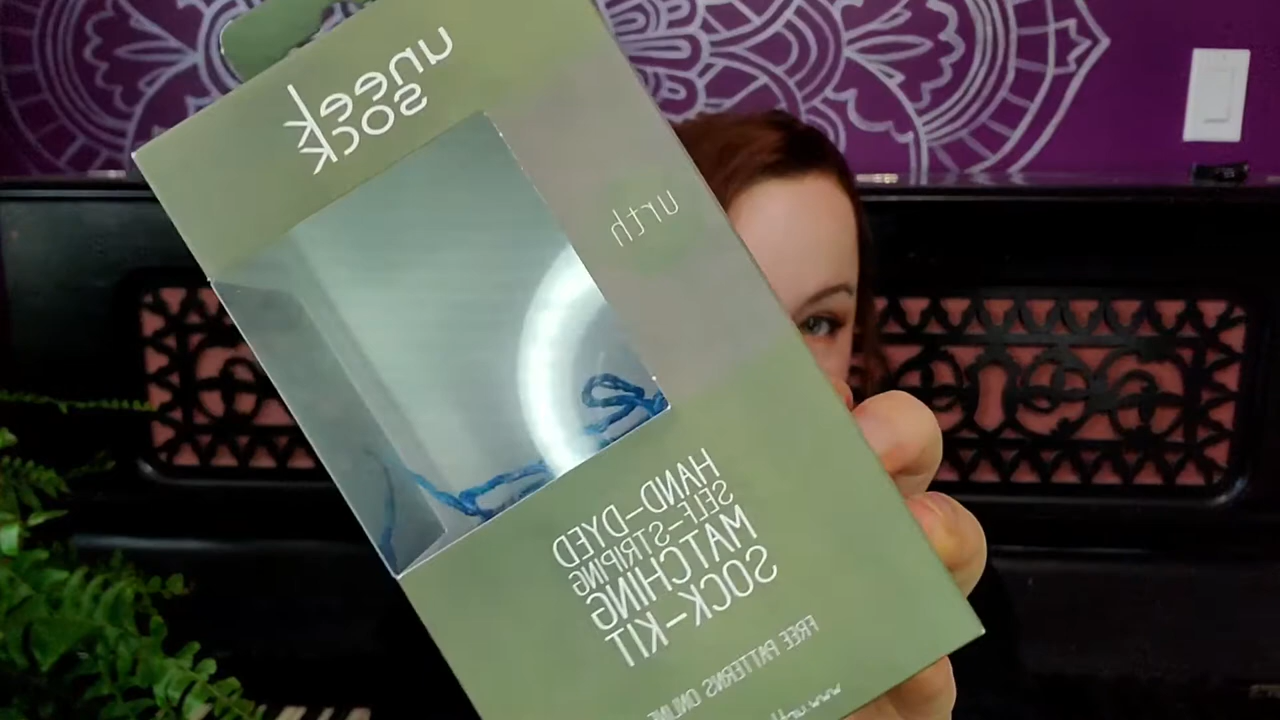 uneek
sock
urth
HAND-DYED
SELF-STRIPING
MATCHING
SOCK-KIT
FREE PATTERNS ONLINE